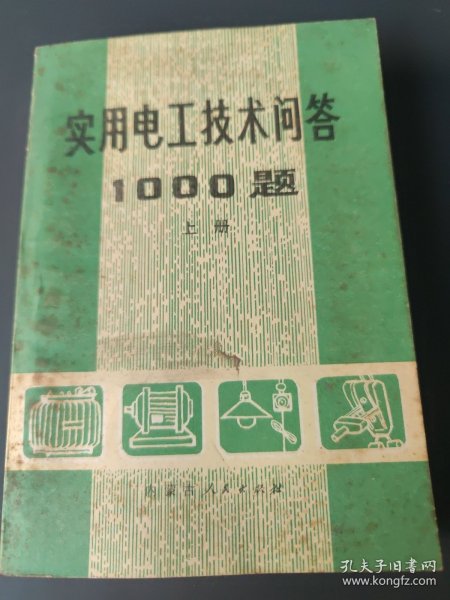 实用电工技术问答
1000题
上册
内蒙古人民出版社
孔夫子旧书网
www.kongfz.com